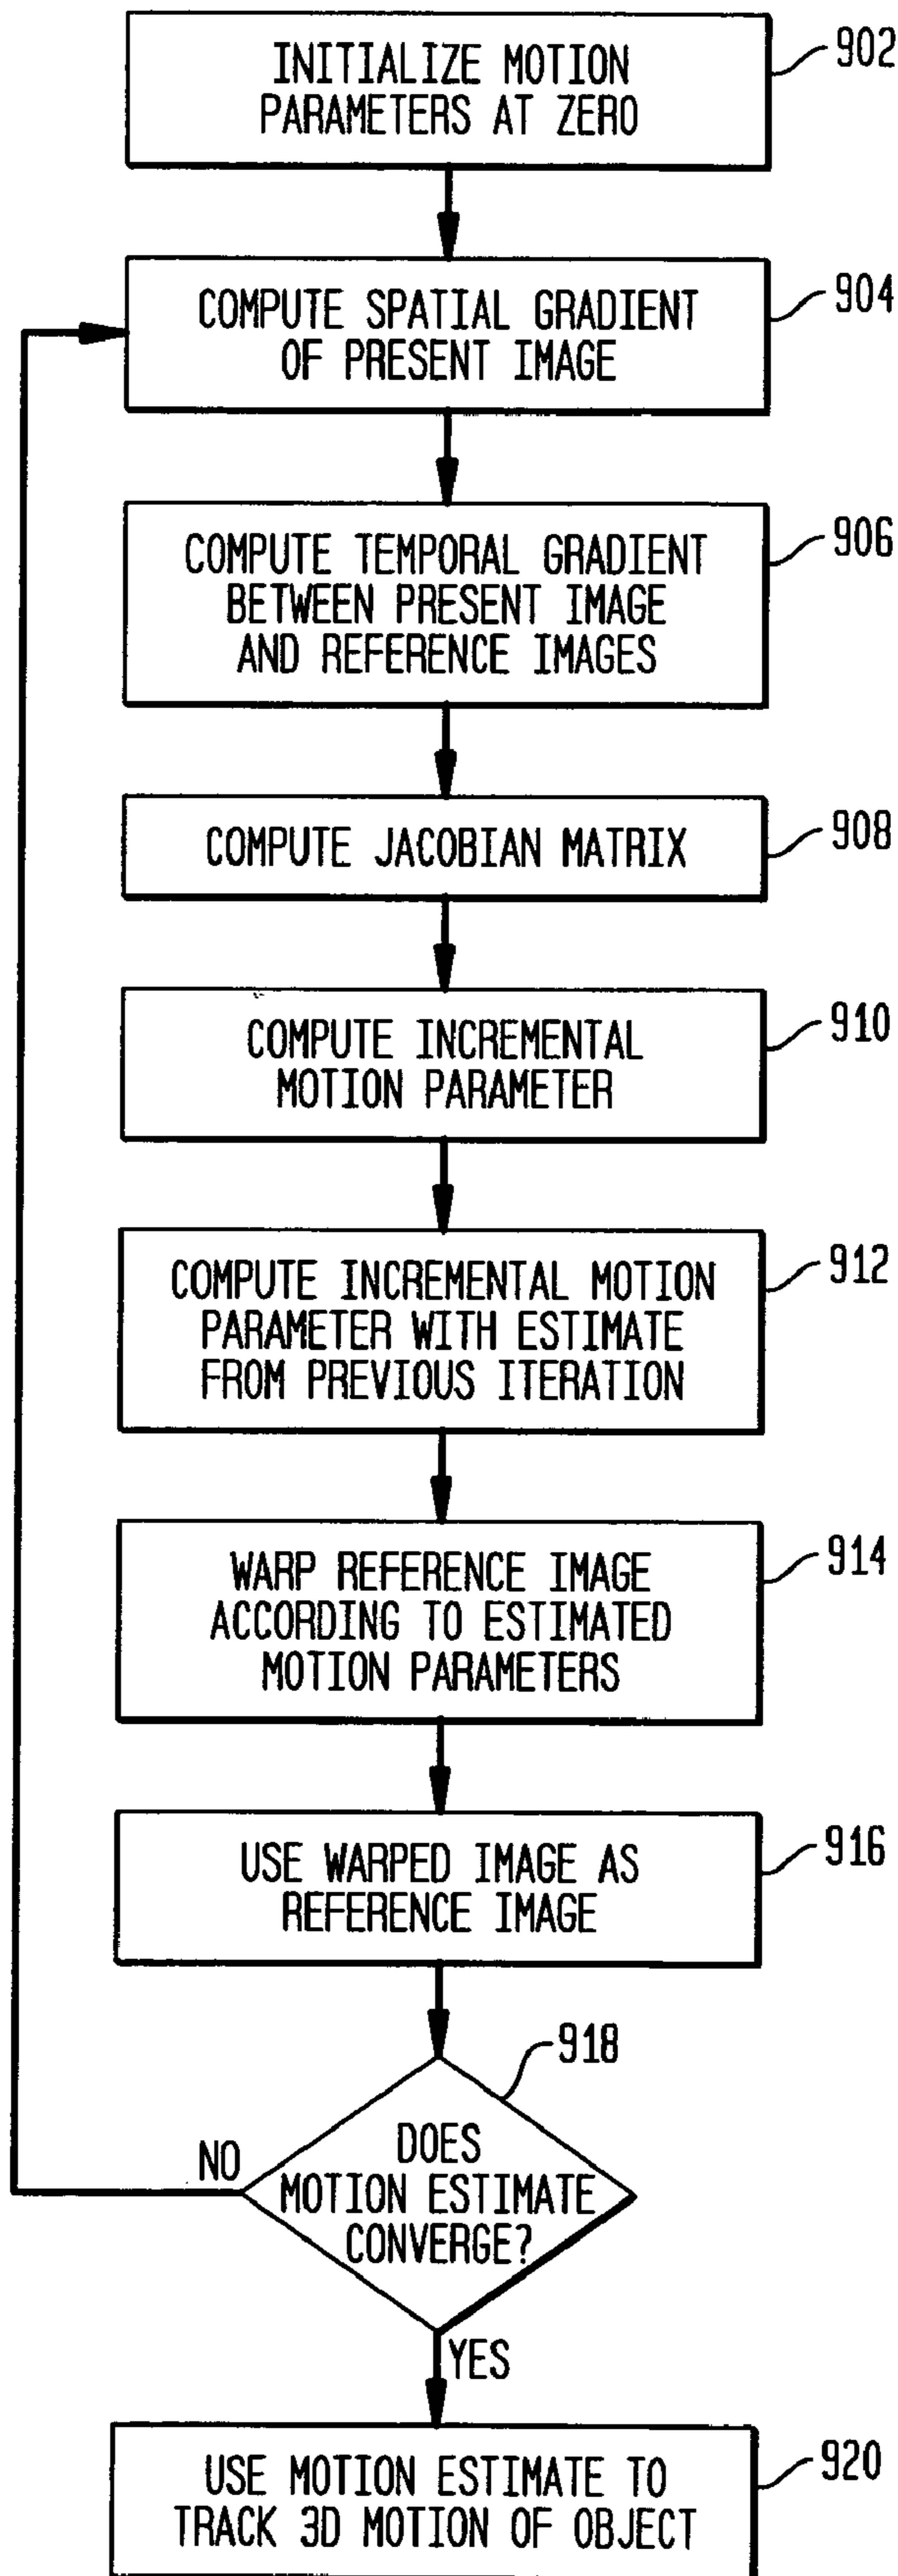 INITIALIZE MOTION
PARAMETERS AT ZERO
902
COMPUTE SPATIAL GRADIENT
OF PRESENT IMAGE
904
COMPUTE TEMPORAL GRADIENT
BETWEEN PRESENT IMAGE
AND REFERENCE IMAGES
906
COMPUTE JACOBIAN MATRIX
908
COMPUTE INCREMENTAL
MOTION PARAMETER
910
COMPUTE INCREMENTAL MOTION
PARAMETER WITH ESTIMATE
FROM PREVIOUS ITERATION
912
WARP REFERENCE IMAGE
ACCORDING TO ESTIMATED
MOTION PARAMETERS
914
USE WARPED IMAGE AS
REFERENCE IMAGE
916
918
NO
DOES
MOTION ESTIMATE
CONVERGE?
YES
USE MOTION ESTIMATE TO
TRACK 3D MOTION OF OBJECT
920